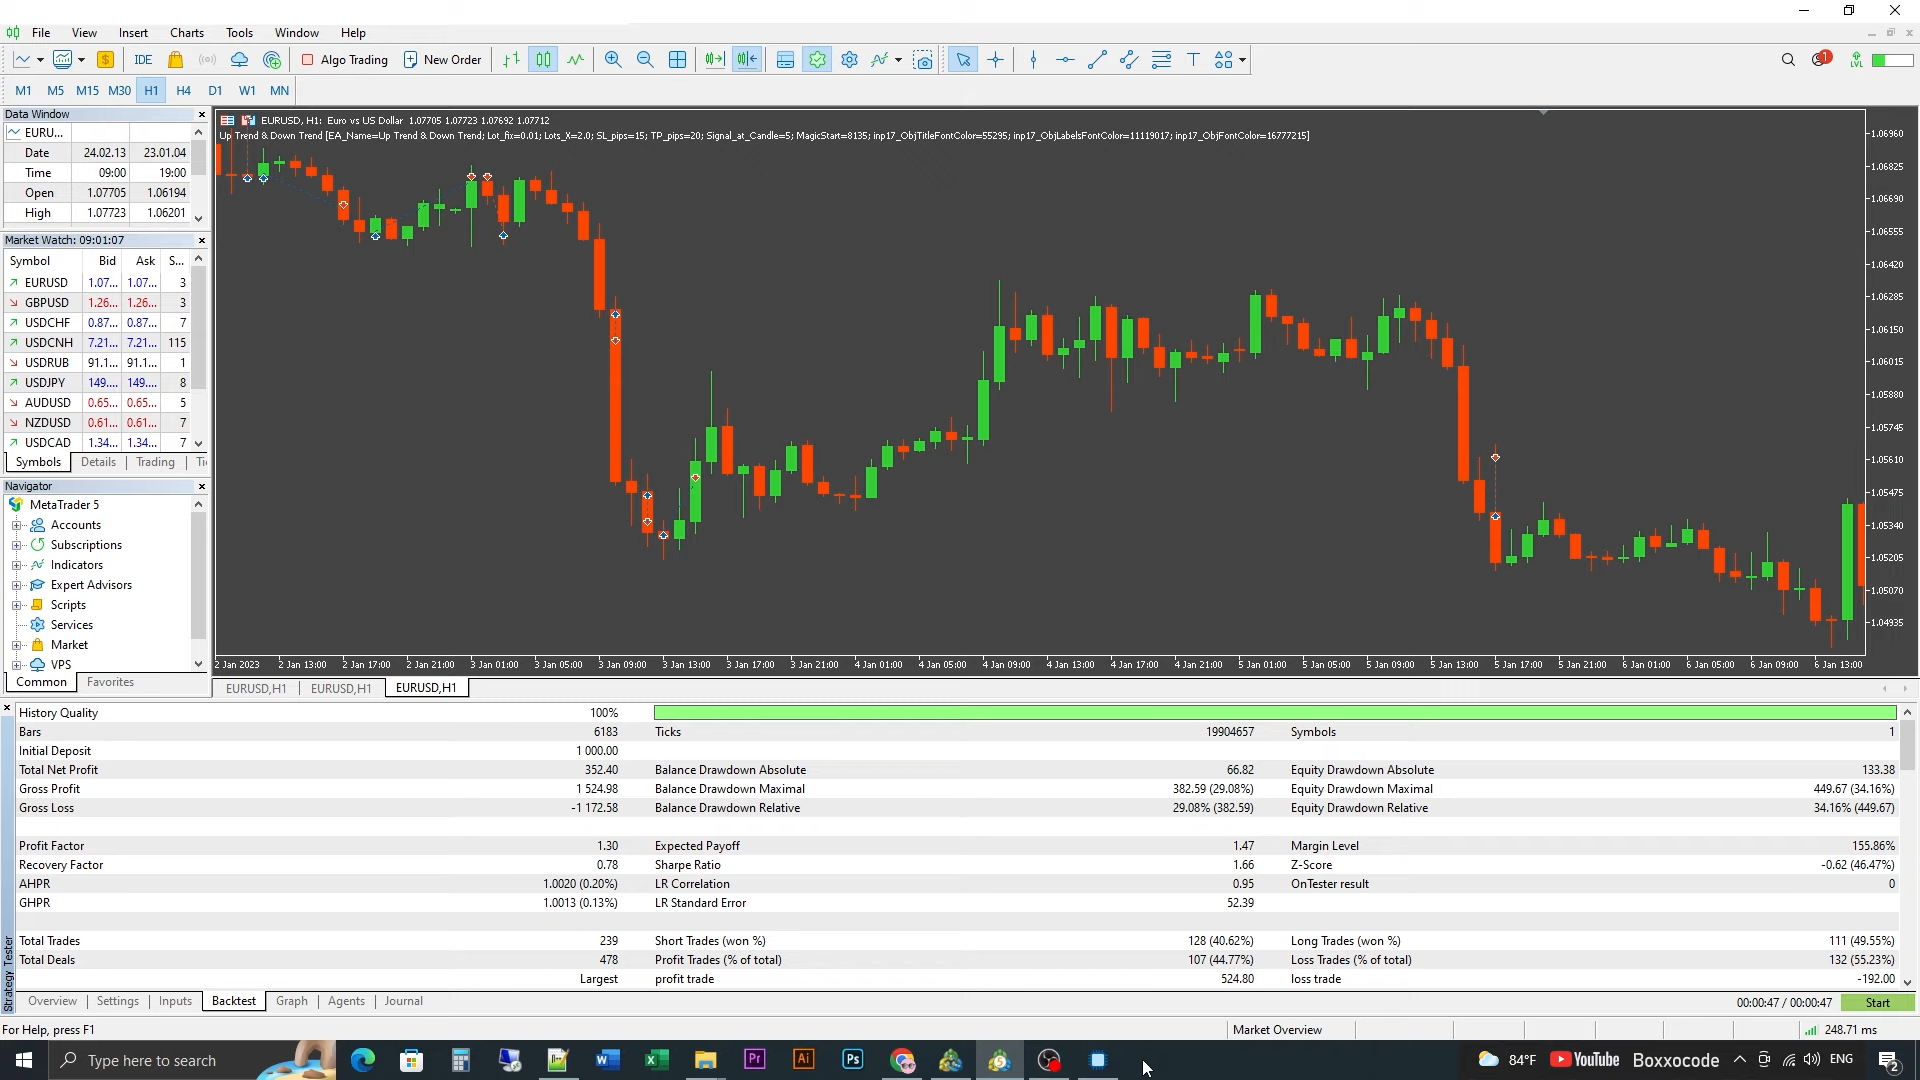 File View Insert Charts Tools Window Help
IDE Algo Trading New Order
1
LVL
M1 M5 M15 M30 H1 H4 D1 W1 MN
Data Window
EURU...
Date 24.02.13 23.01.04
Time 09:00 19:00
Open 1.07705 1.06194
High 1.07723 1.06201
Market Watch: 09:01:07
Symbol Bid Ask S...
EURUSD 1.07... 1.07... 3
GBPUSD 1.26... 1.26... 3
USDCHF 0.87... 0.87... 7
USDCNH 7.21... 7.21... 115
USDRUB 91.1... 91.1... 1
USDJPY 149.... 149.... 8
AUDUSD 0.65... 0.65... 5
NZDUSD 0.61... 0.61... 7
USDCAD 1.34... 1.34... 7
Symbols Details Trading Ti
Navigator
MetaTrader 5
Accounts
Subscriptions
Indicators
Expert Advisors
Scripts
Services
Market
VPS
Common Favorites
EURUSD, H1: Euro vs US Dollar 1.07705 1.07723 1.07692 1.07712
Up Trend & Down Trend [EA_Name=Up Trend & Down Trend; Lot_fix=0.01; Lots_X=2.0; SL_pips=15; TP_pips=20; Signal_at_Candle=5; MagicStart=8135; inp17_ObjTitleFontColor=55295; inp17_ObjLabelsFontColor=11119017; inp17_ObjFontColor=16777215]
1.06960
1.06825
1.06690
1.06555
1.06420
1.06285
1.06150
1.06015
1.05880
1.05745
1.05610
1.05475
1.05340
1.05205
1.05070
1.04935
2 Jan 2023 2 Jan 13:00 2 Jan 17:00 2 Jan 21:00 3 Jan 01:00 3 Jan 05:00 3 Jan 09:00 3 Jan 13:00 3 Jan 17:00 3 Jan 21:00 4 Jan 01:00 4 Jan 05:00 4 Jan 09:00 4 Jan 13:00 4 Jan 17:00 4 Jan 21:00 5 Jan 01:00 5 Jan 05:00 5 Jan 09:00 5 Jan 13:00 5 Jan 17:00 5 Jan 21:00 6 Jan 01:00 6 Jan 05:00 6 Jan 09:00 6 Jan 13:00
EURUSD,H1 EURUSD,H1 EURUSD,H1
History Quality 100%
Bars 6183 Ticks 19904657 Symbols 1
Initial Deposit 1 000.00
Total Net Profit 352.40 Balance Drawdown Absolute 66.82 Equity Drawdown Absolute 133.38
Gross Profit 1 524.98 Balance Drawdown Maximal 382.59 (29.08%) Equity Drawdown Maximal 449.67 (34.16%)
Gross Loss -1 172.58 Balance Drawdown Relative 29.08% (382.59) Equity Drawdown Relative 34.16% (449.67)
Profit Factor 1.30 Expected Payoff 1.47 Margin Level 155.86%
Recovery Factor 0.78 Sharpe Ratio 1.66 Z-Score -0.62 (46.47%)
AHPR 1.0020 (0.20%) LR Correlation 0.95 OnTester result 0
GHPR 1.0013 (0.13%) LR Standard Error 52.39
Total Trades 239 Short Trades (won %) 128 (40.62%) Long Trades (won %) 111 (49.55%)
Total Deals 478 Profit Trades (% of total) 107 (44.77%) Loss Trades (% of total) 132 (55.23%)
Largest profit trade 524.80 loss trade -192.00
Strategy Tester
Overview Settings Inputs Backtest Graph Agents Journal 00:00:47 / 00:00:47 Start
For Help, press F1 Market Overview 248.71 ms
Type here to search W X Pr Ai Ps 84°F YouTube Boxxocode ENG 2